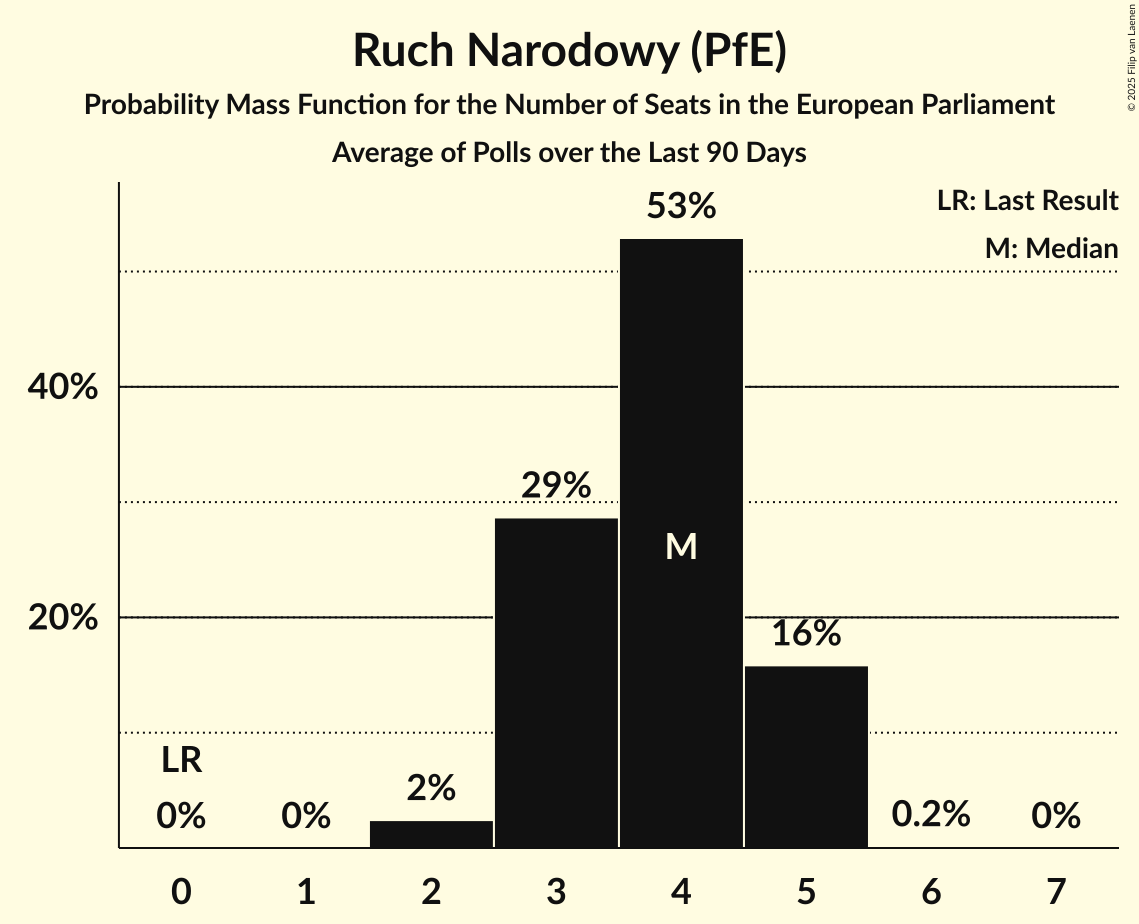 Ruch Narodowy (PfE)
Probability Mass Function for the Number of Seats in the European Parliament
Average of Polls over the Last 90 Days
© 2025 Filip van Laenen
LR: Last Result
M: Median
53%
40%
29%
M
20%
16%
LR
0%
0%
2%
0.2%
0%
0 1 2 3 4 5 6 7